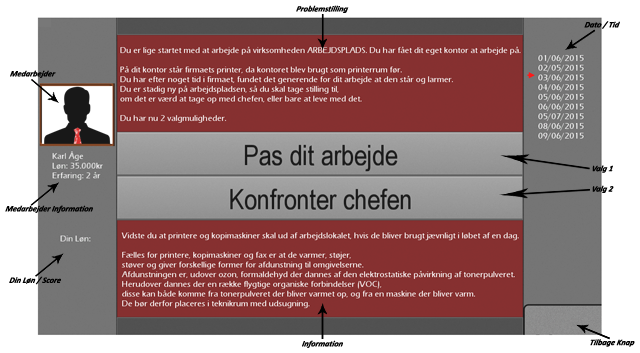 Problemstilling
Dato / Tid
Du er lige startet med at arbejde på virksomheden ARBEJDSPLADS. Du har fået dit eget kontor at arbejde på.
På dit kontor står firmaets printer, da kontoret blev brugt som printerrum før.
Du har efter noget tid i firmaet, fundet det generende for dit arbejde at den står og larmer.
Du er stadig ny på arbejdspladsen, så du skal tage stilling til,
om det er værd at tage op med chefen, eller bare at leve med det.
Du har nu 2 valgmuligheder.
01/06/2015
02/05/2015
03/06/2015
04/06/2015
05/06/2015
06/06/2015
05/07/2015
08/06/2015
09/06/2015
Medarbejder
Karl Åge
Løn: 35.000kr
Erfaring: 2 år
Medarbejder Information
Pas dit arbejde
Valg 1
Konfronter chefen
Valg 2
Din Løn:
Din Løn / Score
Vidste du at printere og kopimaskiner skal ud af arbejdslokalet, hvis de bliver brugt jævnligt i løbet af en dag.
Fælles for printere, kopimaskiner og fax er at de varmer, støjer,
støver og giver forskellige former for afdunstning til omgivelserne.
Afdunstningen er, udover ozon, formaldehyd der dannes af den elektrostatiske påvirkning af tonerpulveret.
Herudover dannes der en række flygtige organiske forbindelser (VOC),
disse kan både komme fra tonerpulveret der bliver varmet op, og fra en maskine der bliver varm.
De bør derfor placeres i teknikrum med udsugning.
Information
Tilbage Knap